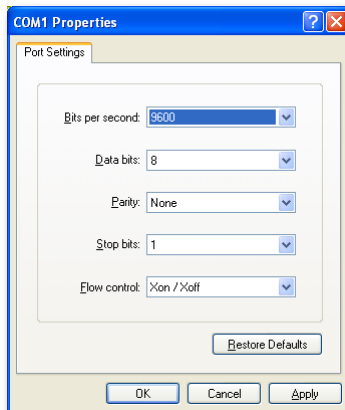 COM1 Properties
Port Settings
Bits per second: 9600
Data bits: 8
Parity: None
Stop bits: 1
Flow control: Xon / Xoff
Restore Defaults
OK Cancel Apply